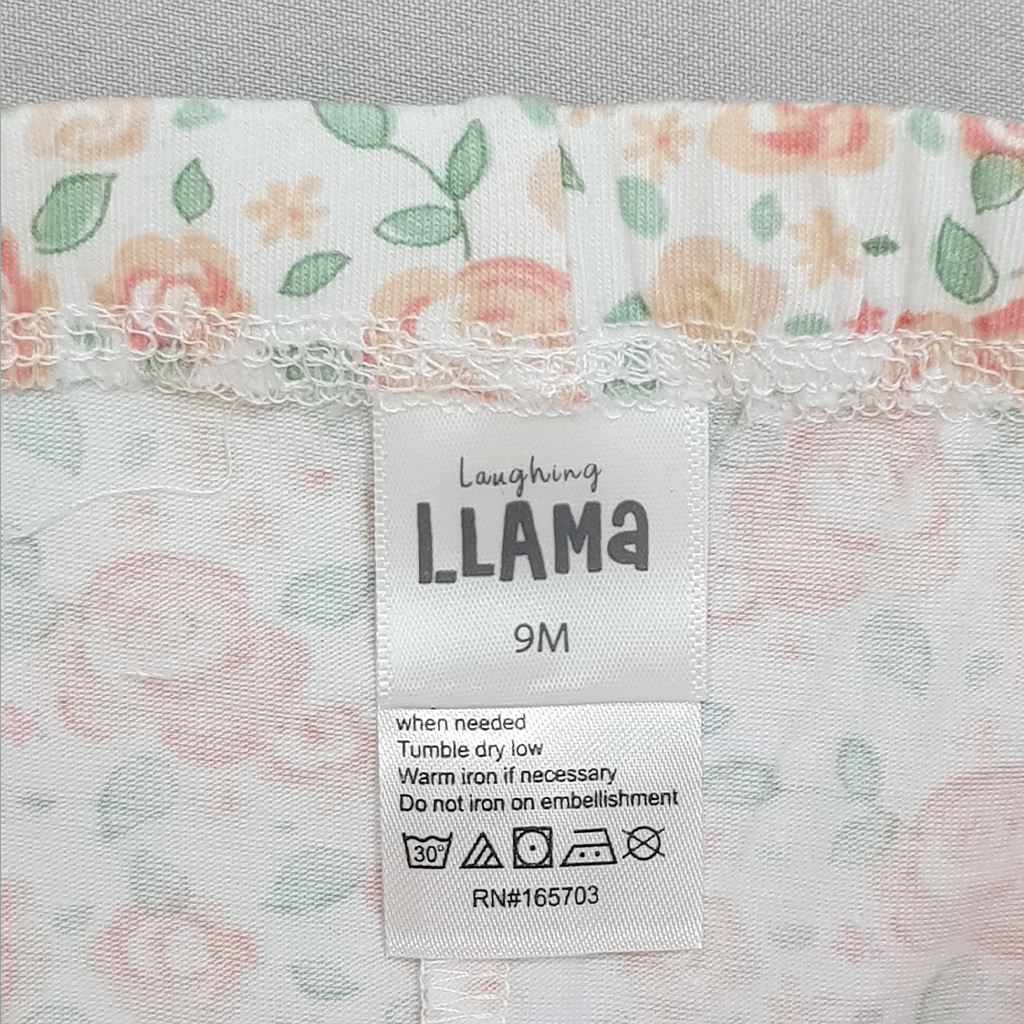 Laughing
LLAMa
9M
when needed
Tumble dry low
Warm iron if necessary
Do not iron on embellishment
30°
RN#165703